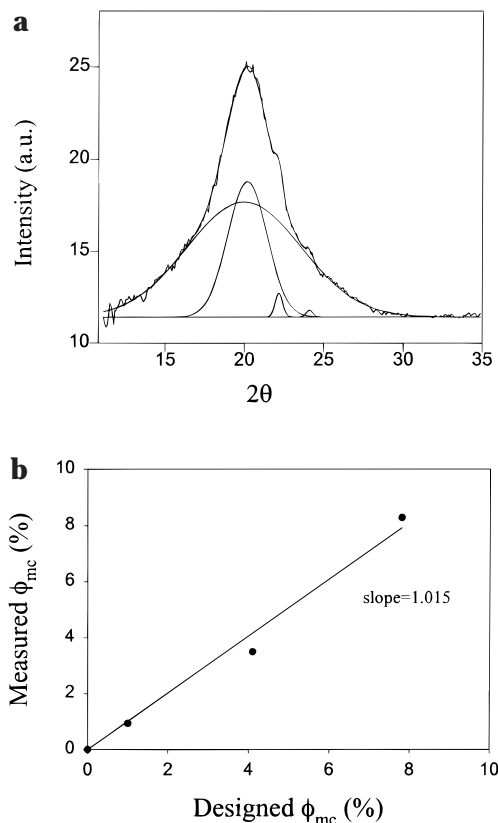 a
25
20
15
10
Intensity (a.u.)
15 20 25 30 35
2θ
b
10
8
6
4
2
0
Measured ϕmc (%)
slope=1.015
0 2 4 6 8 10
Designed ϕmc (%)